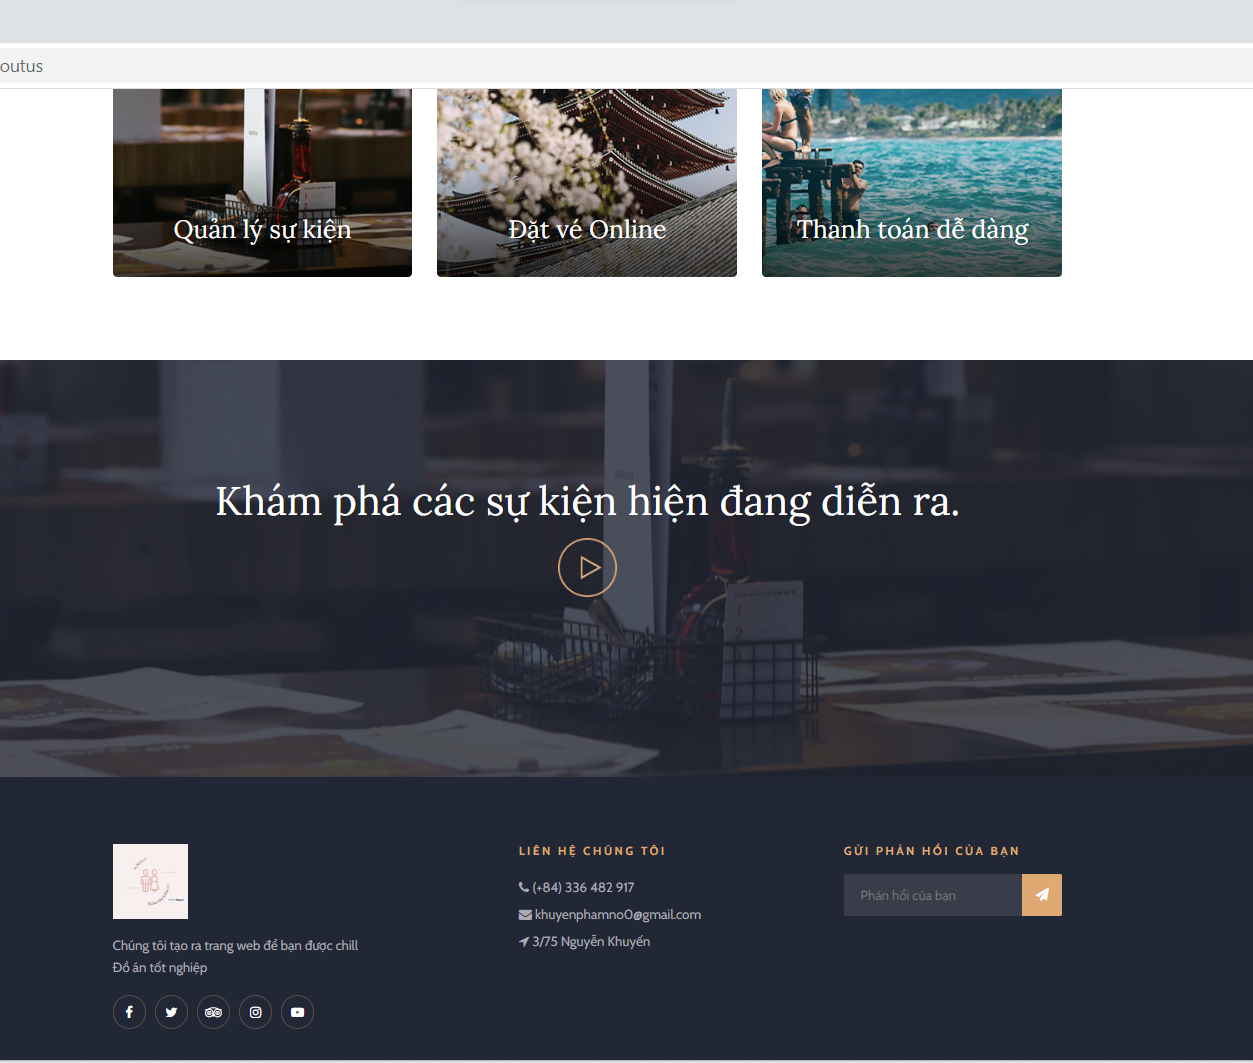 outus
Quản lý sự kiện
Đặt vé Online
Thanh toán dễ dàng
Khám phá các sự kiện hiện đang diễn ra.
LIÊN HỆ CHÚNG TÔI
GỬI PHẢN HỒI CỦA BẠN
(+84) 336 482 917
Phản hồi của bạn
khuyenphamno0@gmail.com
3/75 Nguyễn Khuyến
Chúng tôi tạo ra trang web để bạn được chill
Đồ án tốt nghiệp